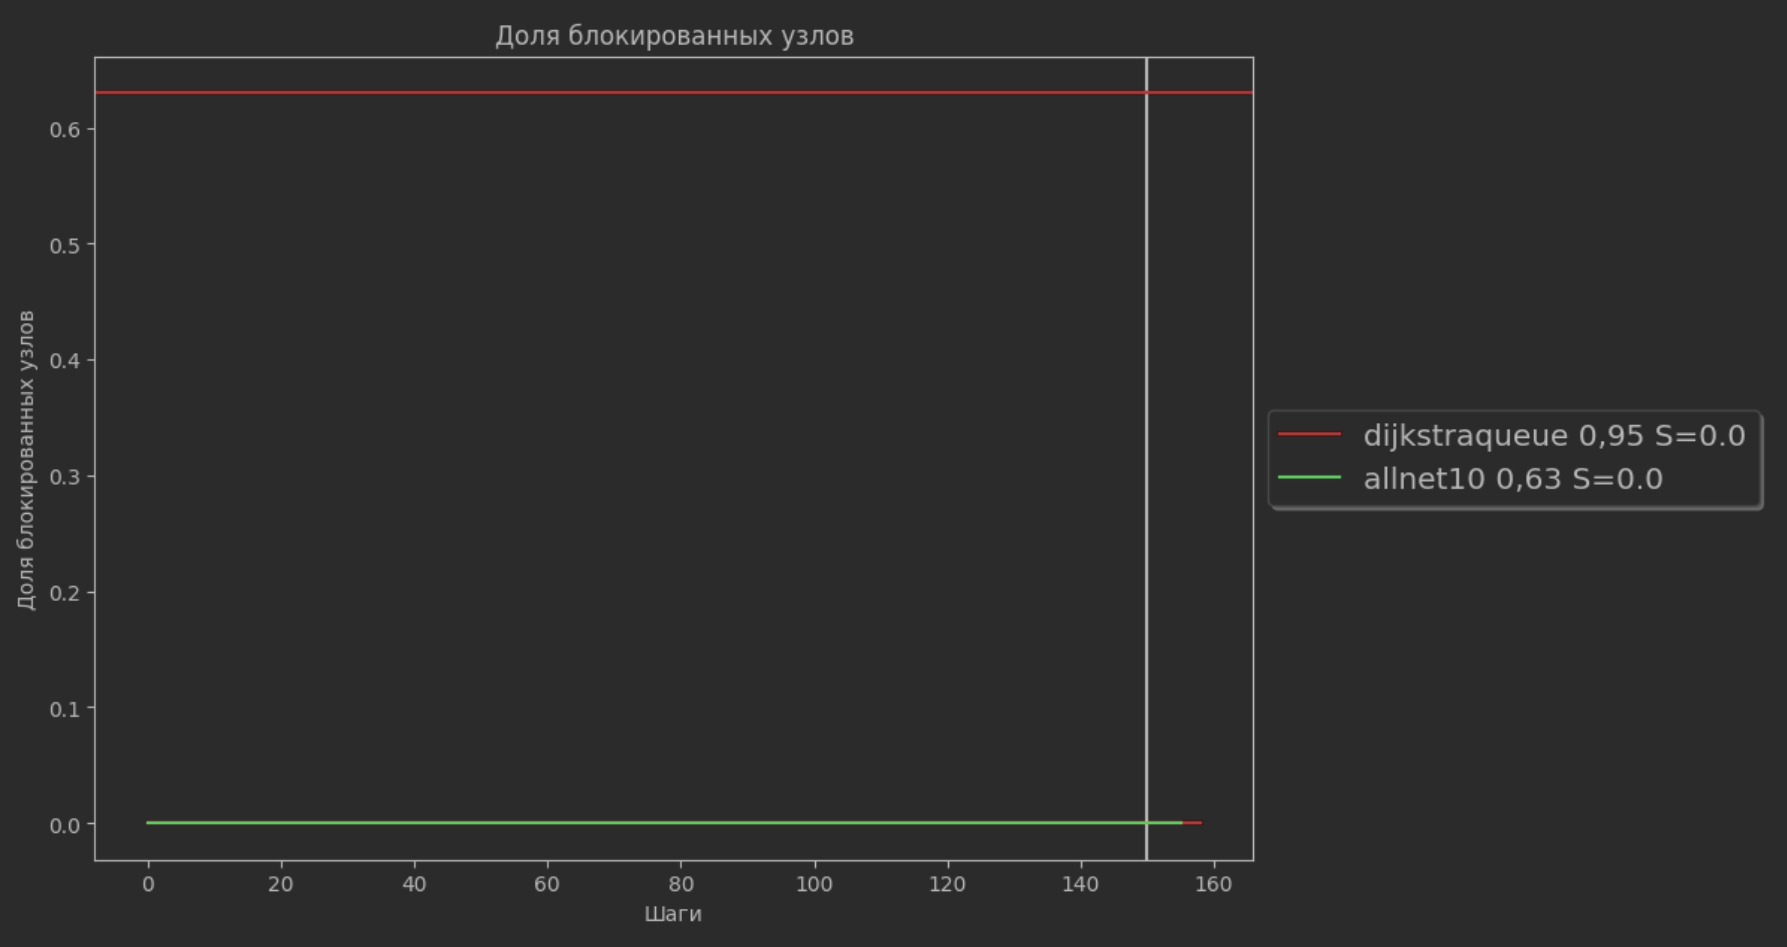 Доля блокированных узлов
Доля блокированных узлов
0.6
0.5
0.4
0.3
0.2
0.1
0.0
0 20 40 60 80 100 120 140 160
Шаги
dijkstraqueue 0,95 S=0.0
allnet10 0,63 S=0.0